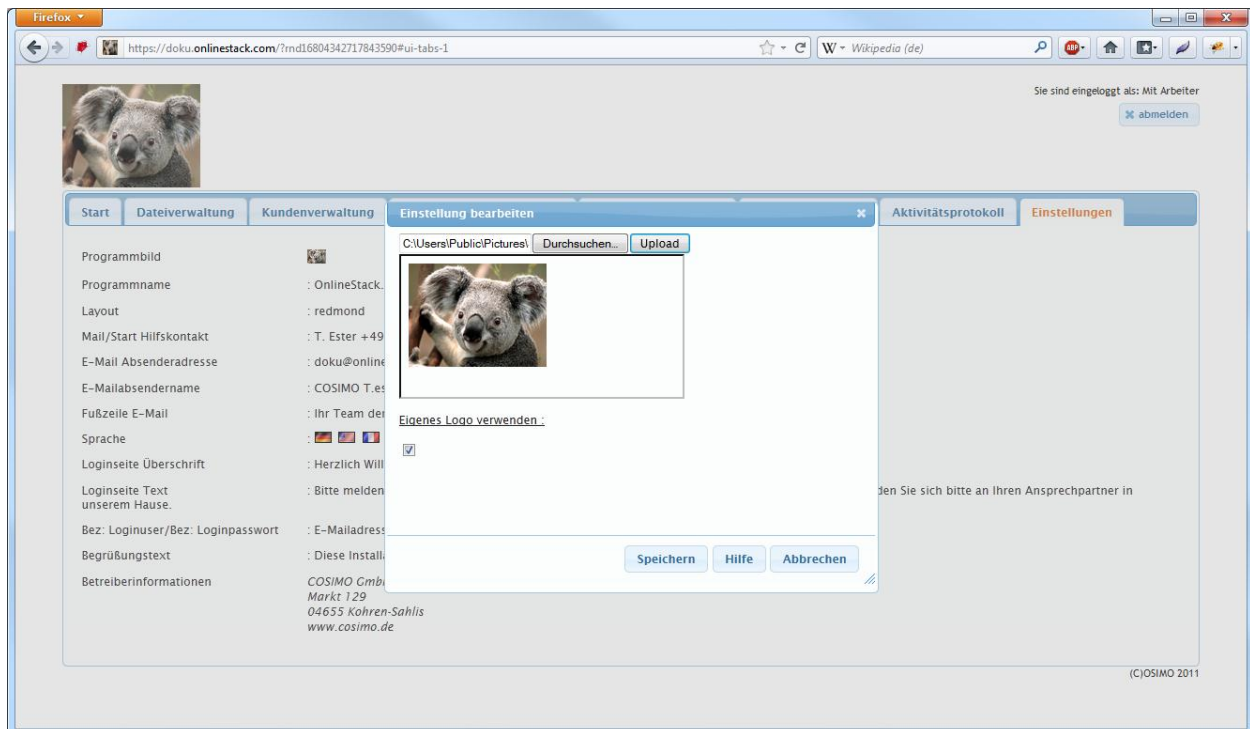 Firefox
https://doku.onlinestack.com/?rnd16804342717843590#ui-tabs-1
W Wikipedia (de)
ABP
Sie sind eingeloggt als: Mit Arbeiter
abmelden
Start Dateiverwaltung Kundenverwaltung Aktivitätsprotokoll Einstellungen
Einstellung bearbeiten
C:\Users\Public\Pictures\ Durchsuchen... Upload
Eigenes Logo verwenden :
Speichern Hilfe Abbrechen
Programmbild
Programmname : OnlineStack.
Layout : redmond
Mail/Start Hilfskontakt : T. Ester +49
E-Mail Absenderadresse : doku@online
E-Mailabsendername : COSIMO T.es
Fußzeile E-Mail : Ihr Team der
Sprache :
Loginseite Überschrift : Herzlich Will
Loginseite Text : Bitte melden den Sie sich bitte an Ihren Ansprechpartner in
unserem Hause.
Bez: Loginuser/Bez: Loginpasswort : E-Mailadress
Begrüßungstext : Diese Install
Betreiberinformationen COSIMO Gmb
Markt 129
04655 Kohren-Sahlis
www.cosimo.de
(C)OSIMO 2011